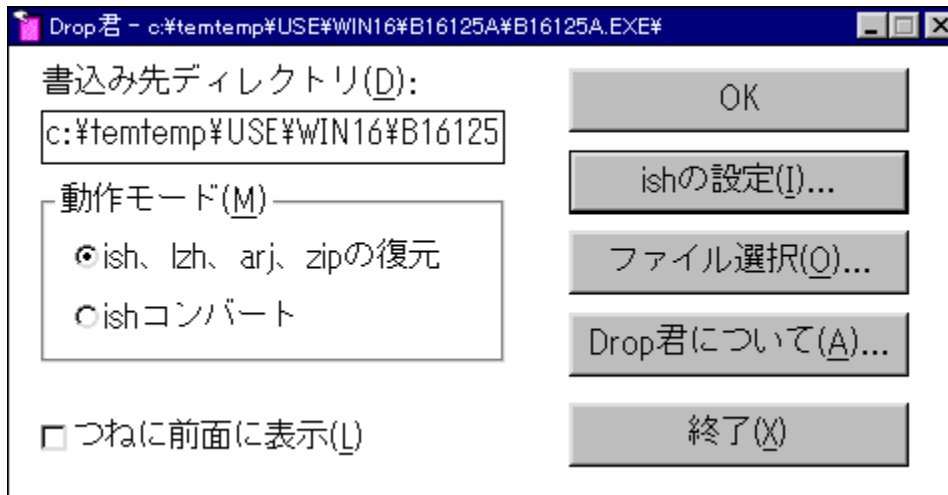 Drop君 - c:¥temtemp¥USE¥WIN16¥B16125A¥B16125A.EXE¥
書込み先ディレクトリ(D):
c:¥temtemp¥USE¥WIN16¥B16125
動作モード(M)
ish、lzh、arj、zipの復元
ishコンバート
つねに前面に表示(L)
OK
ishの設定(I)...
ファイル選択(O)...
Drop君について(A)...
終了(X)